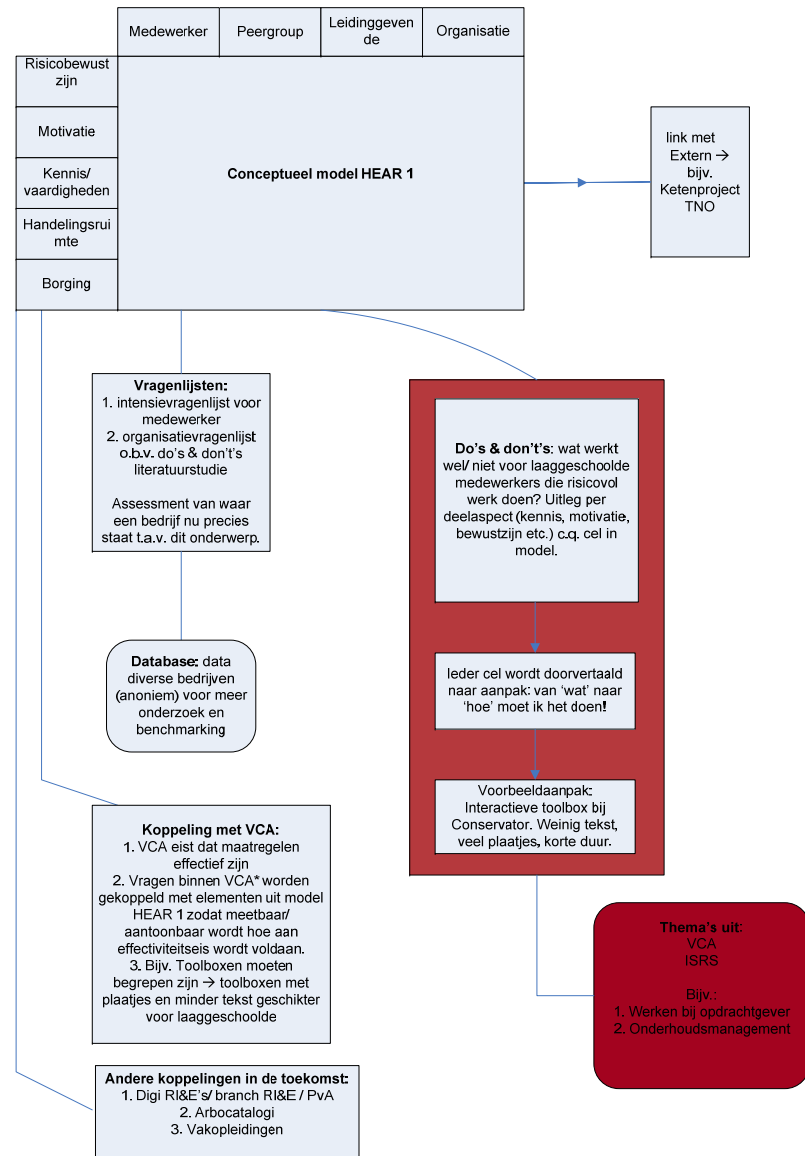 Medewerker
Peergroup
Leidinggeven
de
Organisatie
Risicobewust
zijn
Motivatie
Kennis/
vaardigheden
Handelingsrui
mte
Borging
Conceptueel model HEAR 1
link met
Extern →
bijv.
Ketenproject
TNO
Vragenlijsten:
1. intensievragenlijst voor
medewerker
2. organisatievragenlijst
o.b.v. do's & don't's
literatuurstudie
Assessment van waar
een bedrijf nu precies
staat t.a.v. dit onderwerp.
Do's & don't's: wat werkt
wel/ niet voor laaggeschoolde
medewerkers die risicovol
werk doen? Uitleg per
deelaspect (kennis, motivatie,
bewustzijn etc.) c.q. cel in
model.
Database: data
diverse bedrijven
(anoniem) voor meer
onderzoek en
benchmarking
Ieder cel wordt doorvertaald
naar aanpak: van 'wat' naar
'hoe' moet ik het doen!
Voorbeeldaanpak:
Interactieve toolbox bij
Conservator. Weinig tekst,
veel plaatjes, korte duur.
Koppeling met VCA:
1. VCA eist dat maatregelen
effectief zijn
2. Vragen binnen VCA* worden
gekoppeld met elementen uit model
HEAR 1 zodat meetbaar/
aantoonbaar wordt hoe aan
effectiviteitseis wordt voldaan.
3. Bijv. Toolboxen moeten
begrepen zijn → toolboxen met
plaatjes en minder tekst geschikter
voor laaggeschoolde
Thema's uit:
VCA
ISRS
Bijv.:
1. Werken bij opdrachtgever
2. Onderhoudsmanagement
Andere koppelingen in de toekomst:
1. Digi RI&E's/ branch RI&E / PvA
2. Arbocatalogi
3. Vakopleidingen